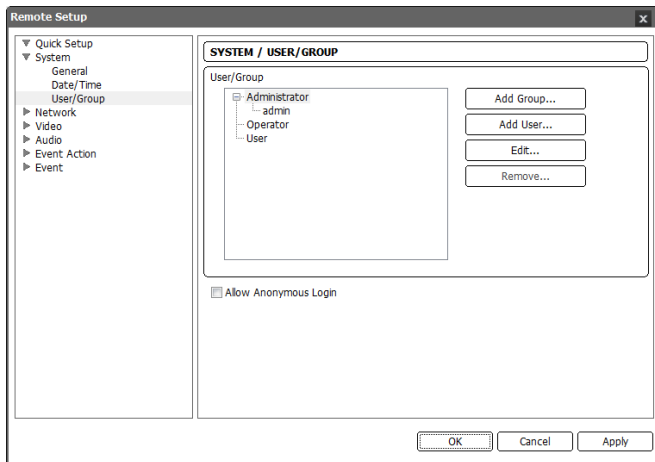 Remote Setup
x
Quick Setup
System
General
Date/Time
User/Group
Network
Video
Audio
Event Action
Event
SYSTEM / USER/GROUP
User/Group
Administrator
admin
Operator
User
Add Group...
Add User...
Edit...
Remove...
Allow Anonymous Login
OK
Cancel
Apply